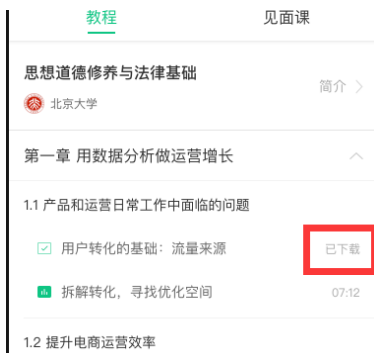 教程 见面课
思想道德修养与法律基础
简介
北京大学
第一章 用数据分析做运营增长
1.1 产品和运营日常工作中面临的问题
用户转化的基础：流量来源 已下载
拆解转化，寻找优化空间 07:12
1.2 提升电商运营效率